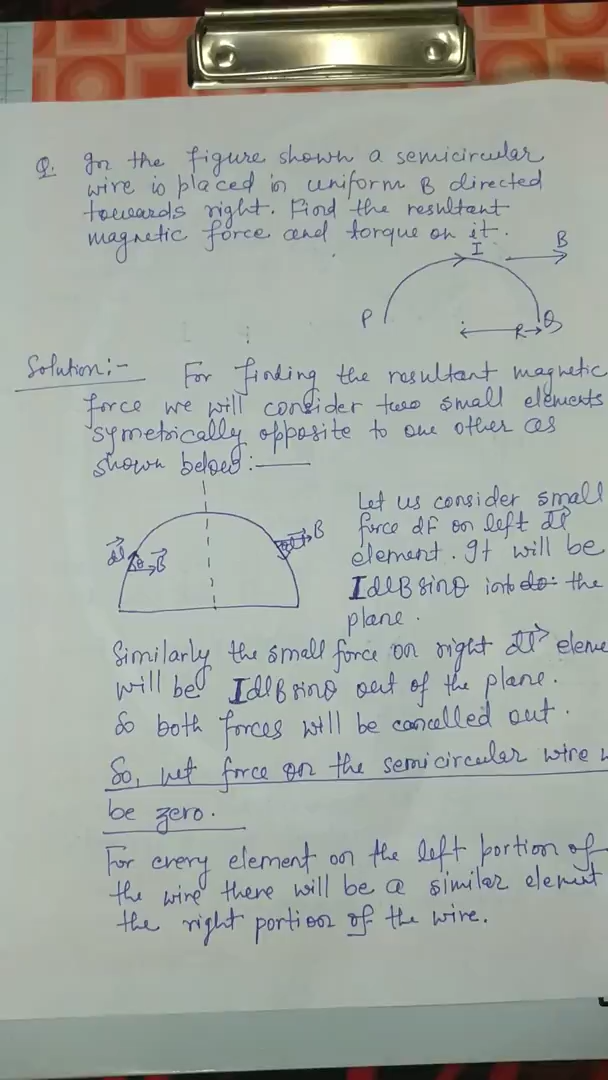 Q. In the figure shown a semicircular
wire is placed in uniform B directed
towards right. Find the resultant
magnetic force and torque on it.
I
B
P
R
Q
Solution:-
For finding the resultant magnetic
force we will consider two small elements
symetrically opposite to one other as
shown below:
dl
θ
B
θ
dl
B
Let us consider small
force dF on left dl
element. It will be
IdlB sinθ into the
plane.
Similarly the small force on right dl eleme
will be IdlB sinθ out of the plane.
So both forces will be cancelled out.
So, net force on the semicircular wire w
be zero.
For every element on the left portion of
the wire there will be a similar element
the right portion of the wire.